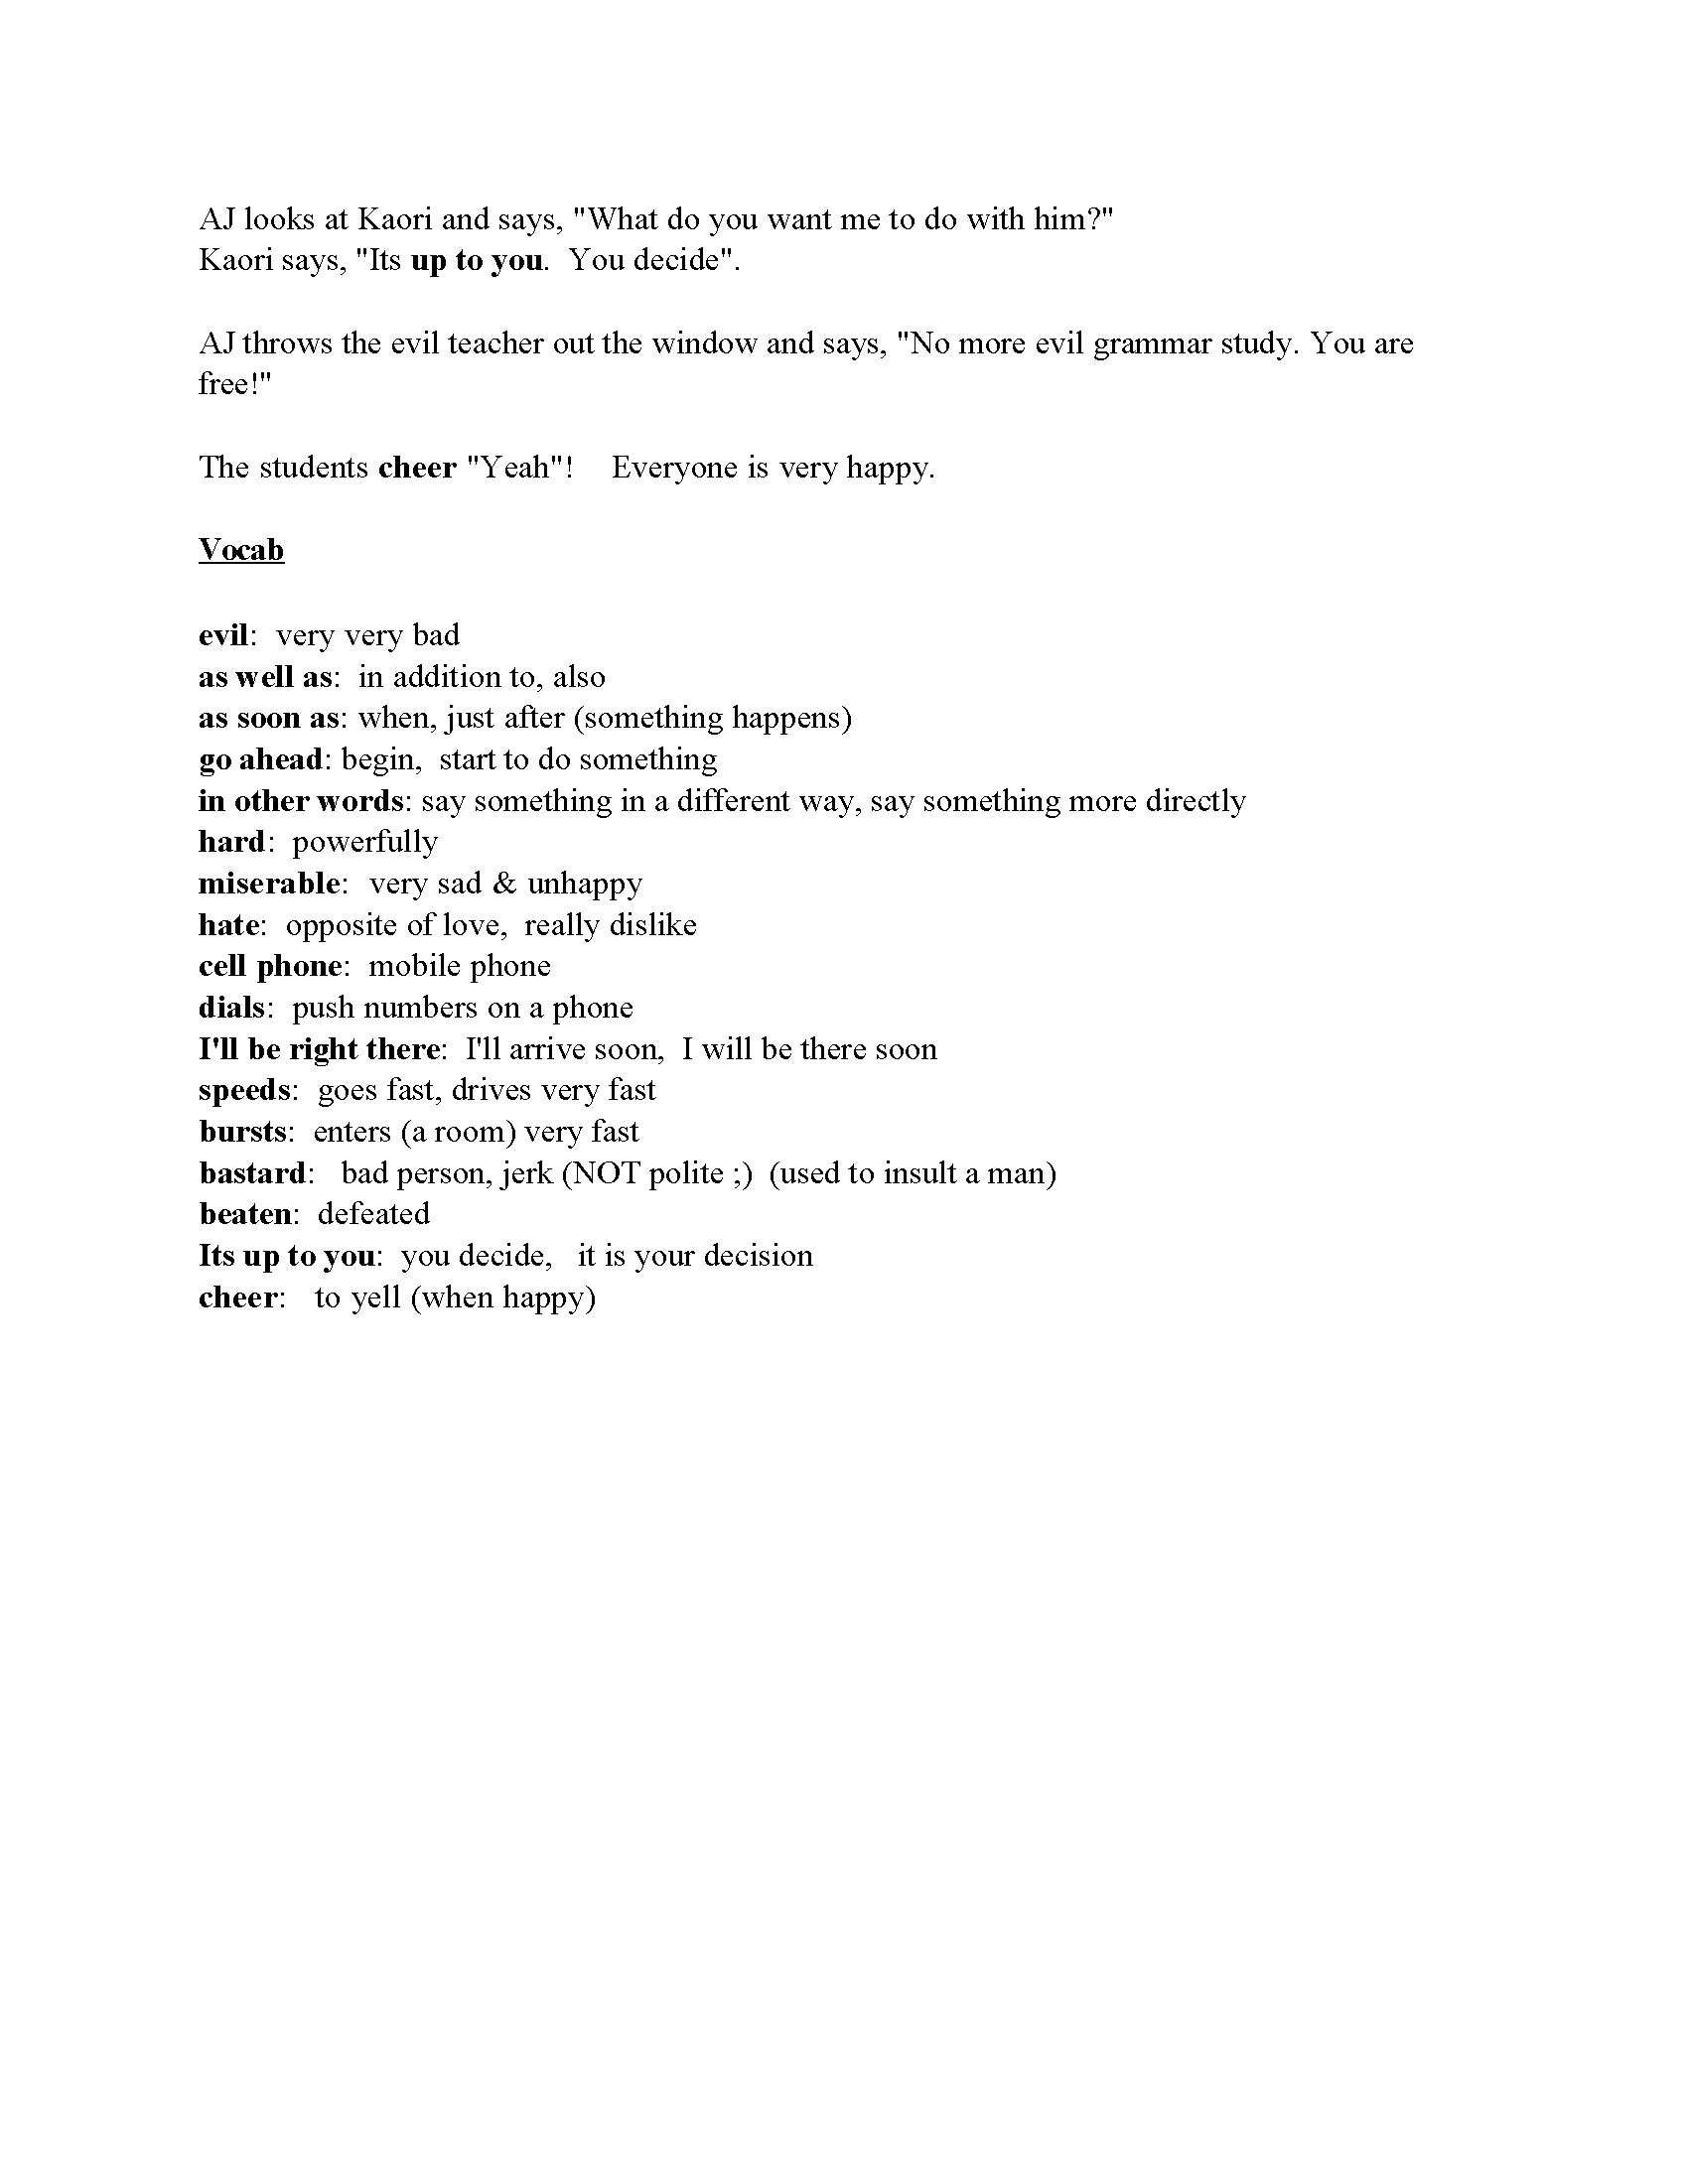 AJ looks at Kaori and says, "What do you want me to do with him?"
Kaori says, "Its up to you.  You decide".
AJ throws the evil teacher out the window and says, "No more evil grammar study. You are
free!"
The students cheer "Yeah"!    Everyone is very happy.
Vocab
evil:  very very bad
as well as:  in addition to, also
as soon as: when, just after (something happens)
go ahead: begin,  start to do something
in other words: say something in a different way, say something more directly
hard:  powerfully
miserable:  very sad & unhappy
hate:  opposite of love,  really dislike
cell phone:  mobile phone
dials:  push numbers on a phone
I'll be right there:  I'll arrive soon,  I will be there soon
speeds:  goes fast, drives very fast
bursts:  enters (a room) very fast
bastard:   bad person, jerk (NOT polite ;)  (used to insult a man)
beaten:  defeated
Its up to you:  you decide,   it is your decision
cheer:   to yell (when happy)